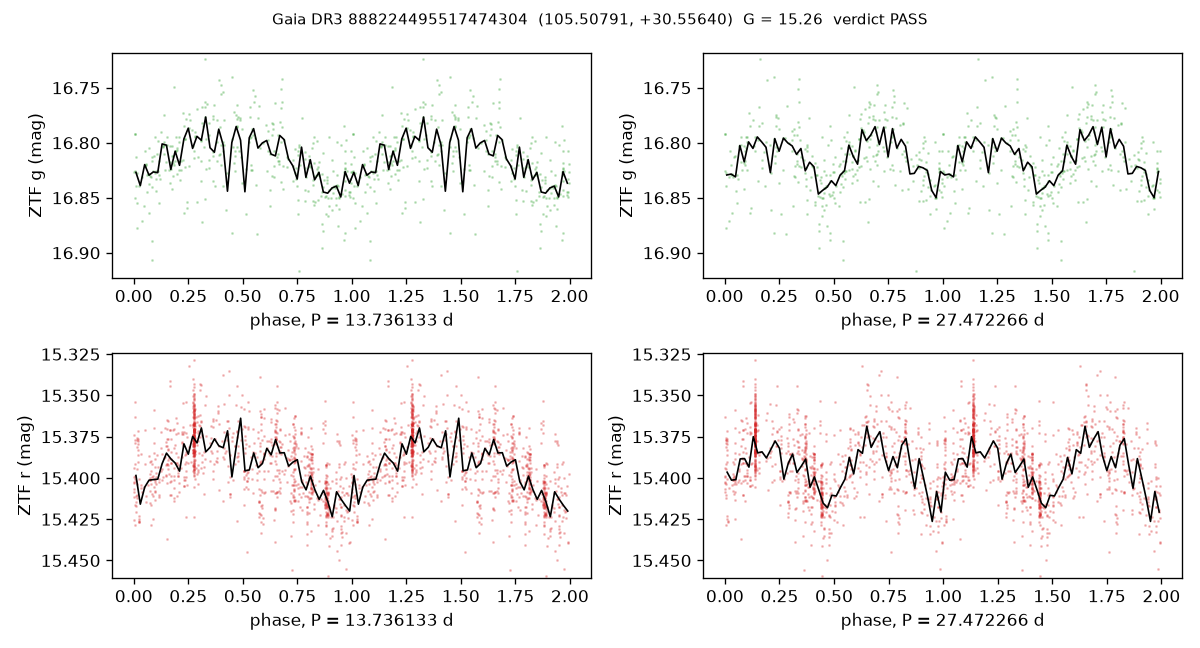 Gaia DR3 888224495517474304 (105.50791, +30.55640) G = 15.26 verdict PASS
ZTF g (mag)
16.75
16.80
16.85
16.90
0.00 0.25 0.50 0.75 1.00 1.25 1.50 1.75 2.00
phase, P = 13.736133 d
ZTF g (mag)
16.75
16.80
16.85
16.90
0.00 0.25 0.50 0.75 1.00 1.25 1.50 1.75 2.00
phase, P = 27.472266 d
ZTF r (mag)
15.325
15.350
15.375
15.400
15.425
15.450
0.00 0.25 0.50 0.75 1.00 1.25 1.50 1.75 2.00
phase, P = 13.736133 d
ZTF r (mag)
15.325
15.350
15.375
15.400
15.425
15.450
0.00 0.25 0.50 0.75 1.00 1.25 1.50 1.75 2.00
phase, P = 27.472266 d